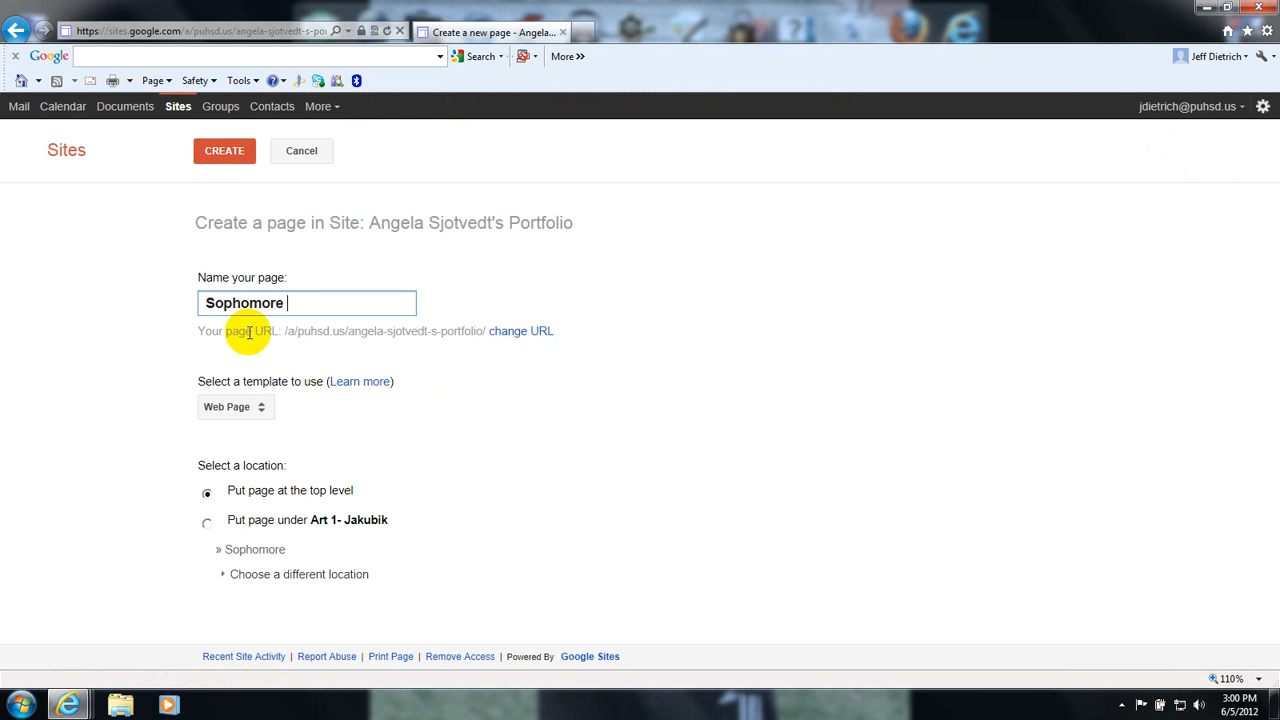 https://sites.google.com/a/puhsd.us/angela-sjotvedt-s-poi
Create a new page - Angela...
Google
Search
More »
Jeff Dietrich
Page
Safety
Tools
Mail Calendar Documents Sites Groups Contacts More
jdietrich@puhsd.us
Sites
CREATE
Cancel
Create a page in Site: Angela Sjotvedt's Portfolio
Name your page:
Sophomore
Your page URL: /a/puhsd.us/angela-sjotvedt-s-portfolio/ change URL
Select a template to use (Learn more)
Web Page
Select a location:
Put page at the top level
Put page under Art 1- Jakubik
» Sophomore
Choose a different location
Recent Site Activity | Report Abuse | Print Page | Remove Access | Powered By Google Sites
110%
3:00 PM
6/5/2012